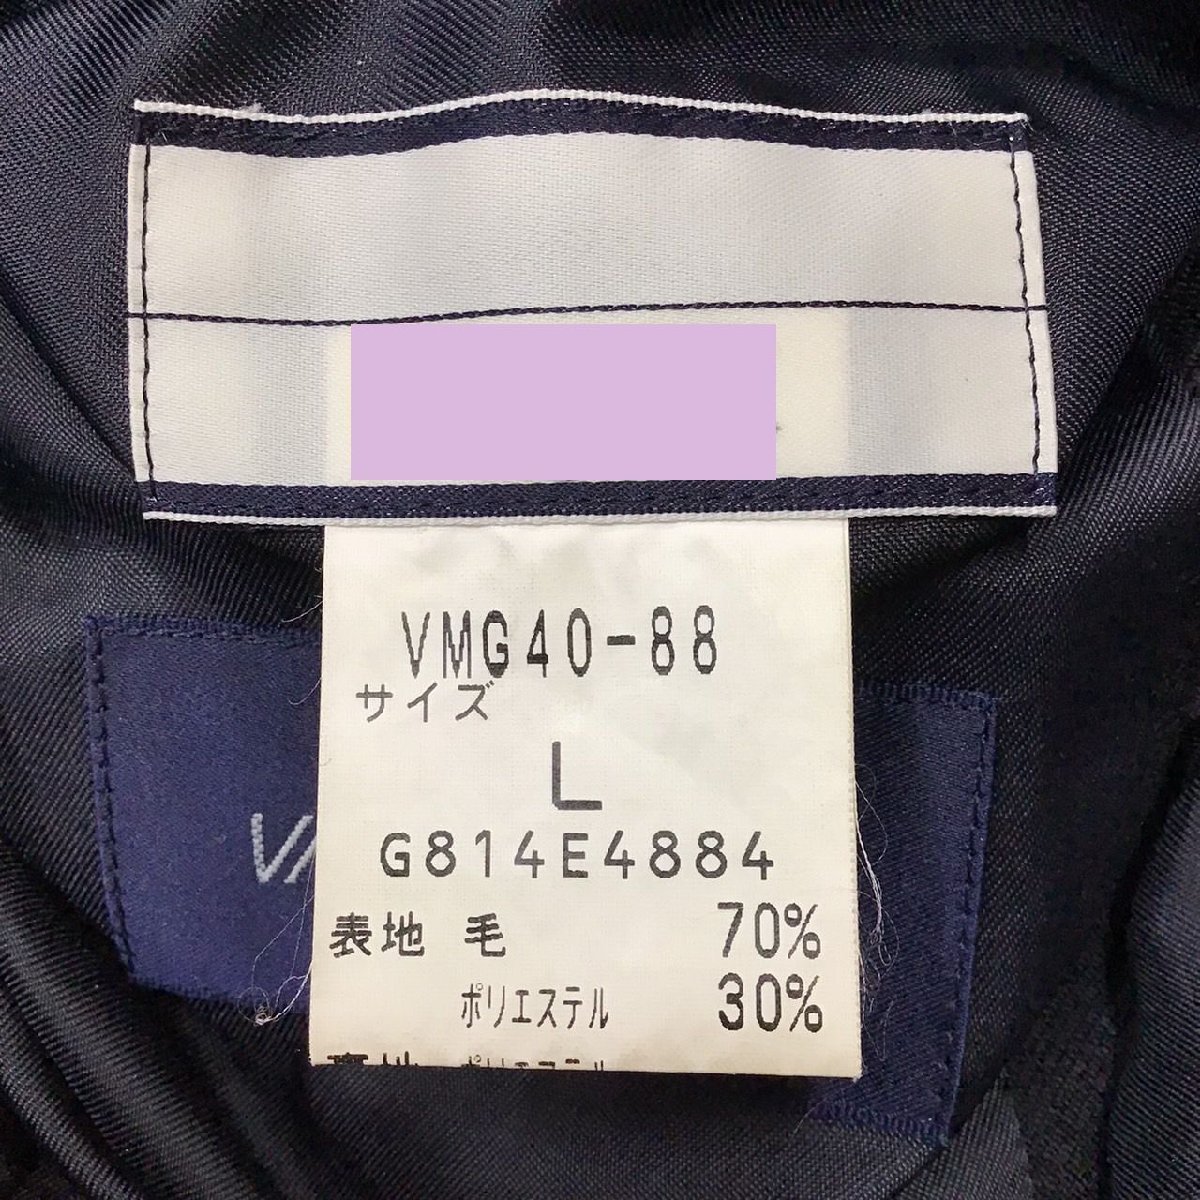 VMG40-88
サイズ
L
G814E4884
表地 毛 70%
ポリエステル 30%